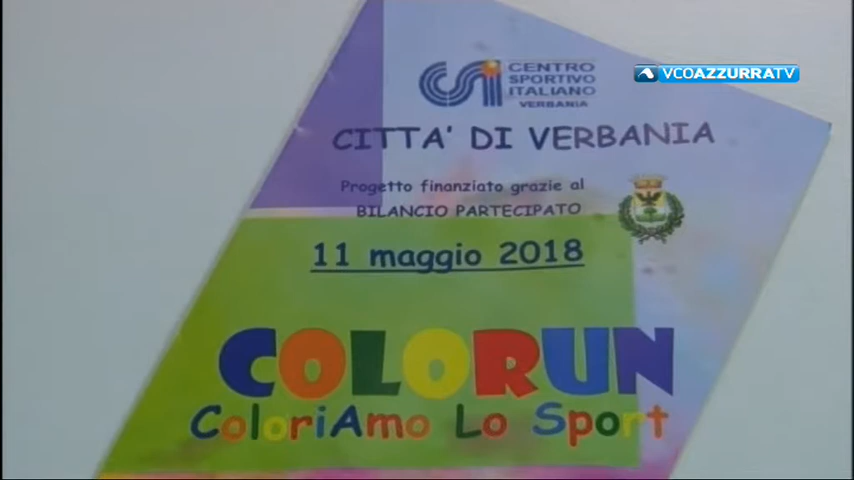 VCOAZZURRATV
CSI
CENTRO
SPORTIVO
ITALIANO
VERBANIA
CITTA' DI VERBANIA
Progetto finanziato grazie al
BILANCIO PARTECIPATO
11 maggio 2018
COLORUN
ColoriAmo Lo Sport